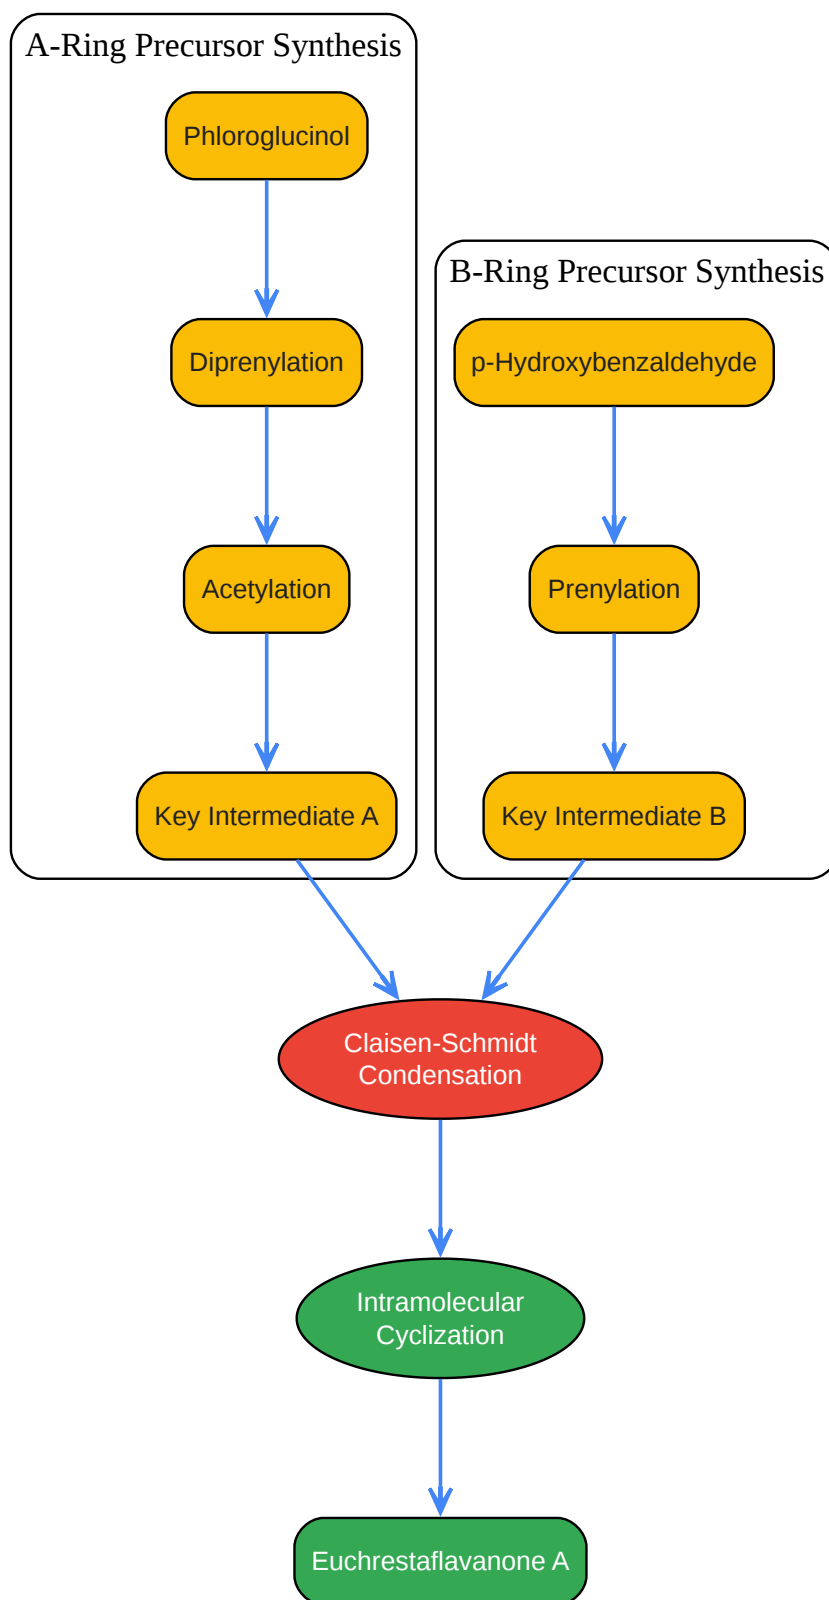 A-Ring Precursor Synthesis
Phloroglucinol
Diprenylation
Acetylation
Key Intermediate A
B-Ring Precursor Synthesis
p-Hydroxybenzaldehyde
Prenylation
Key Intermediate B
Claisen-Schmidt
Condensation
Intramolecular
Cyclization
Euchrestaflavanone A